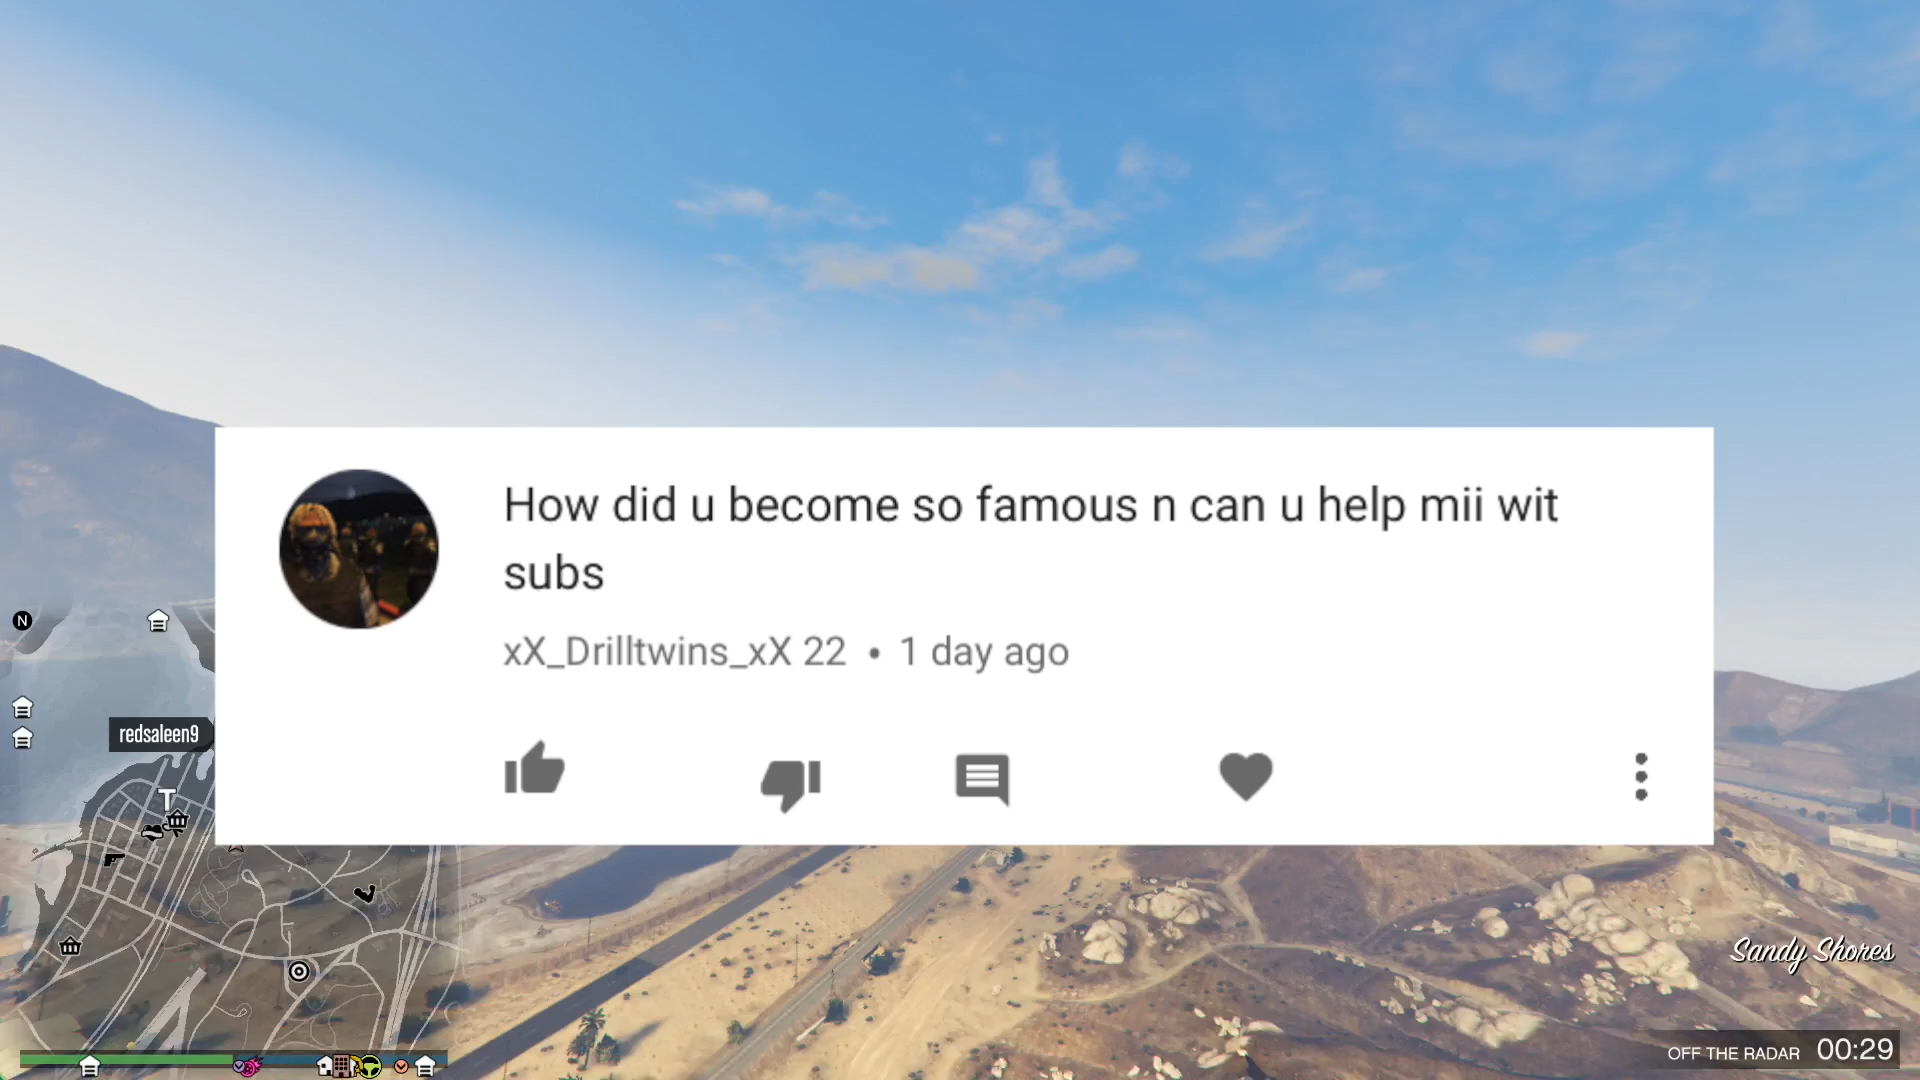 How did u become so famous n can u help mii wit
subs
xX_Drilltwins_xX 22 • 1 day ago
N
redsaleen9
T
Sandy Shores
OFF THE RADAR 00:29